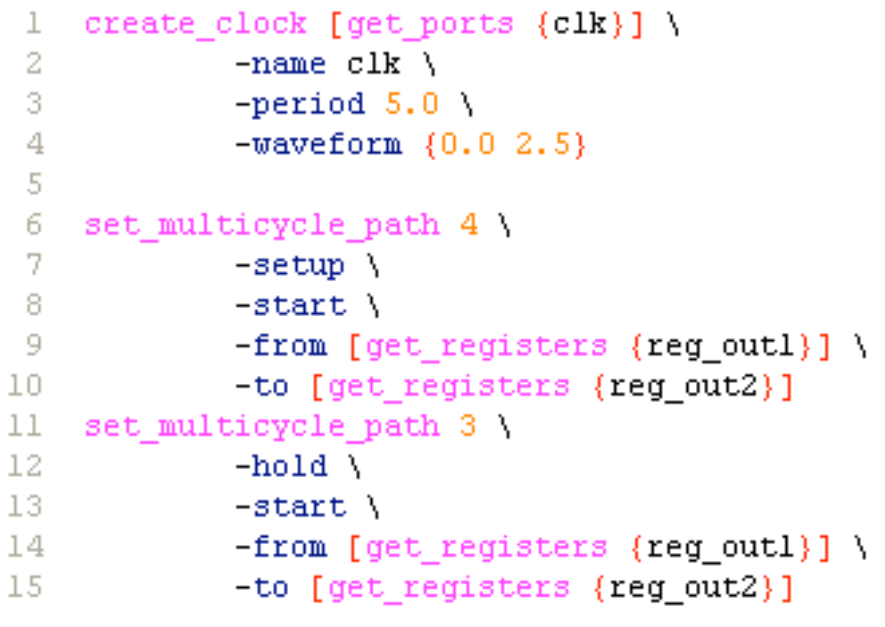 1 create_clock [get_ports {clk}] \
2 -name clk \
3 -period 5.0 \
4 -waveform {0.0 2.5}
5
6 set_multicycle_path 4 \
7 -setup \
8 -start \
9 -from [get_registers {reg_out1}] \
10 -to [get_registers {reg_out2}]
11 set_multicycle_path 3 \
12 -hold \
13 -start \
14 -from [get_registers {reg_out1}] \
15 -to [get_registers {reg_out2}]